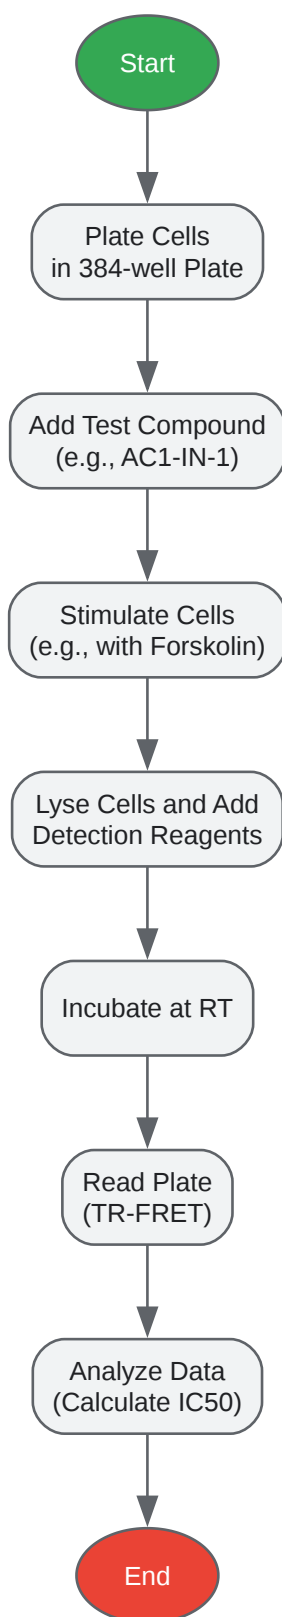 Start
Plate Cells
in 384-well Plate
Add Test Compound
(e.g., AC1-IN-1)
Stimulate Cells
(e.g., with Forskolin)
Lyse Cells and Add
Detection Reagents
Incubate at RT
Read Plate
(TR-FRET)
Analyze Data
(Calculate IC50)
End